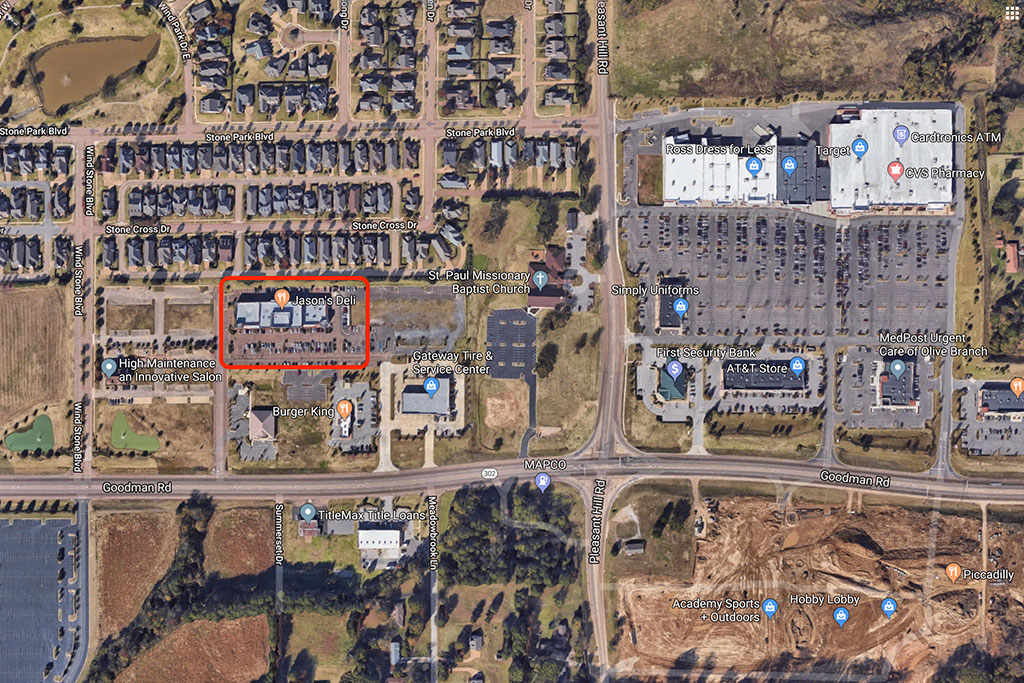 Wind Park Dr E
Dr
Pleasant Hill Rd
Stone Park Blvd
Stone Park Blvd
Stone Park Blvd
Wind Stone Blvd
Ross Dress for Less
Target
Cardtronics ATM
CVS Pharmacy
Stone Cross Dr
Stone Cross Dr
Wind Stone Blvd
St. Paul Missionary
Baptist Church
Jason's Deli
Simply Uniforms
High Maintenance
an Innovative Salon
Gateway Tire &
Service Center
First Security Bank
AT&T Store
MedPost Urgent
Care of Olive Branch
Burger King
Wind Stone Blvd
MAPCO
302
Goodman Rd
Goodman Rd
TitleMax Title Loans
Summerset Dr
Meadowbrook Ln
Pleasant Hill Rd
Piccadilly
Academy Sports
+ Outdoors
Hobby Lobby